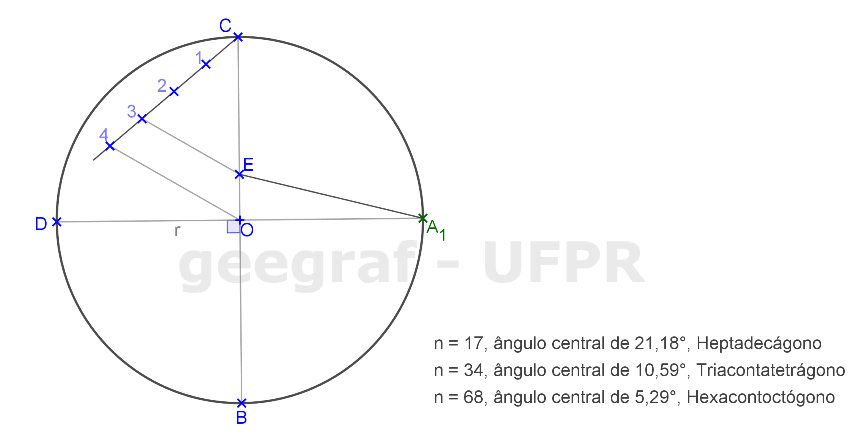 C
1
2
3
4
E
D
r
O
A1
geegraf - UFPR
n = 17, ângulo central de 21,18°, Heptadecágono
n = 34, ângulo central de 10,59°, Triacontatetrágono
n = 68, ângulo central de 5,29°, Hexacontoctógono
B